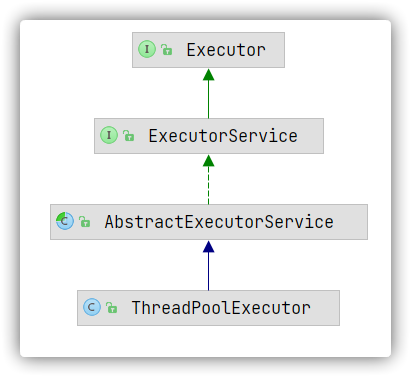 I Executor
I ExecutorService
C AbstractExecutorService
C ThreadPoolExecutor